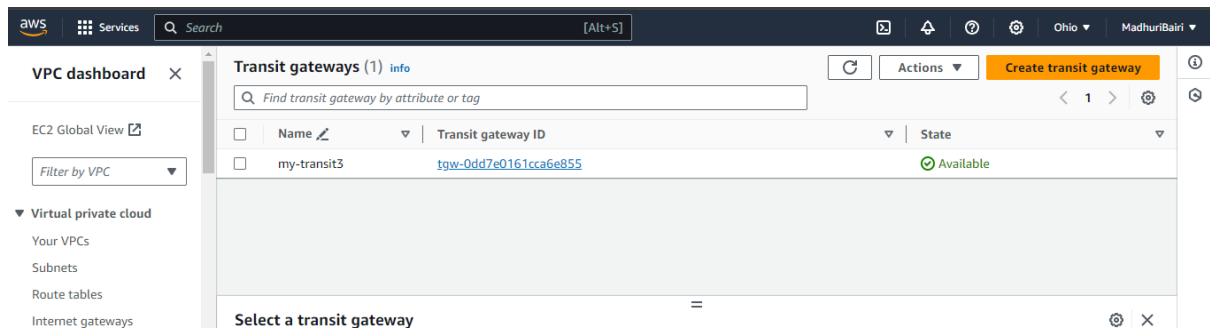 aws Services Search [Alt+S] Ohio MadhuriBairi
VPC dashboard
EC2 Global View
Filter by VPC
Virtual private cloud
Your VPCs
Subnets
Route tables
Internet gateways
Transit gateways (1) info Actions Create transit gateway
Find transit gateway by attribute or tag 1
Name Transit gateway ID State
my-transit3 tgw-0dd7e0161cca6e855 Available
Select a transit gateway